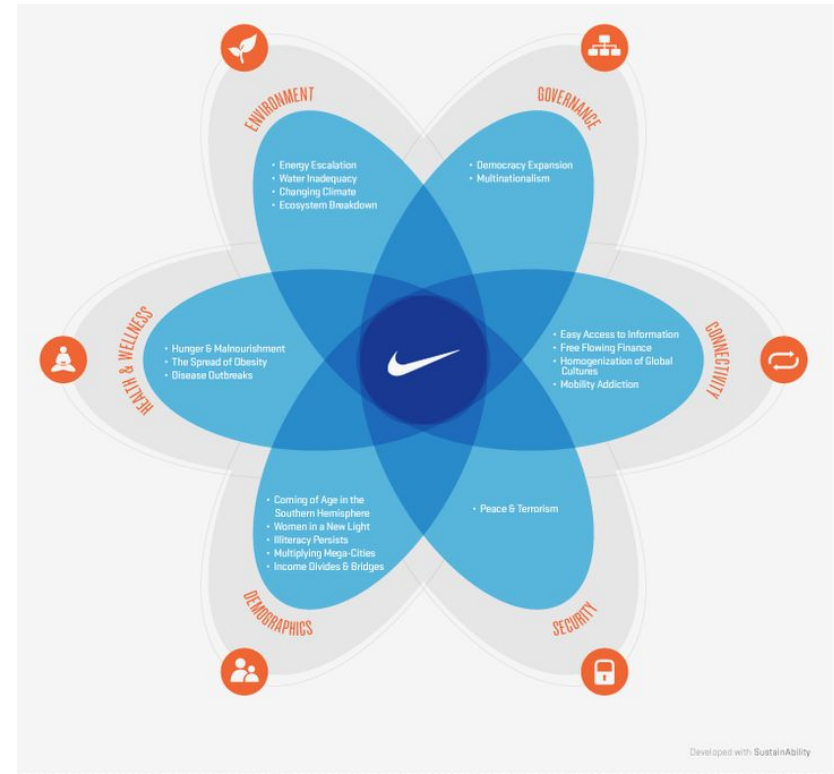 ENVIRONMENT
• Energy Escalation
• Water Inadequacy
• Changing Climate
• Ecosystem Breakdown
GOVERNANCE
• Democracy Expansion
• Multinationalism
HEALTH & WELLNESS
• Hunger & Malnourishment
• The Spread of Obesity
• Disease Outbreaks
CONNECTIVITY
• Easy Access to Information
• Free Flowing Finance
• Homogenization of Global
Cultures
• Mobility Addiction
DEMOGRAPHICS
• Coming of Age in the
Southern Hemisphere
• Women in a New Light
• Illiteracy Persists
• Multiplying Mega-Cities
• Income Divides & Bridges
SECURITY
• Peace & Terrorism
Developed with SustainAbility